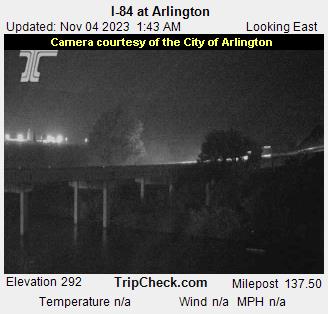 I-84 at Arlington
Updated: Nov 04 2023 1:43 AM Looking East
Camera courtesy of the City of Arlington
Elevation 292 TripCheck.com Milepost 137.50
Temperature n/a Wind n/a MPH n/a